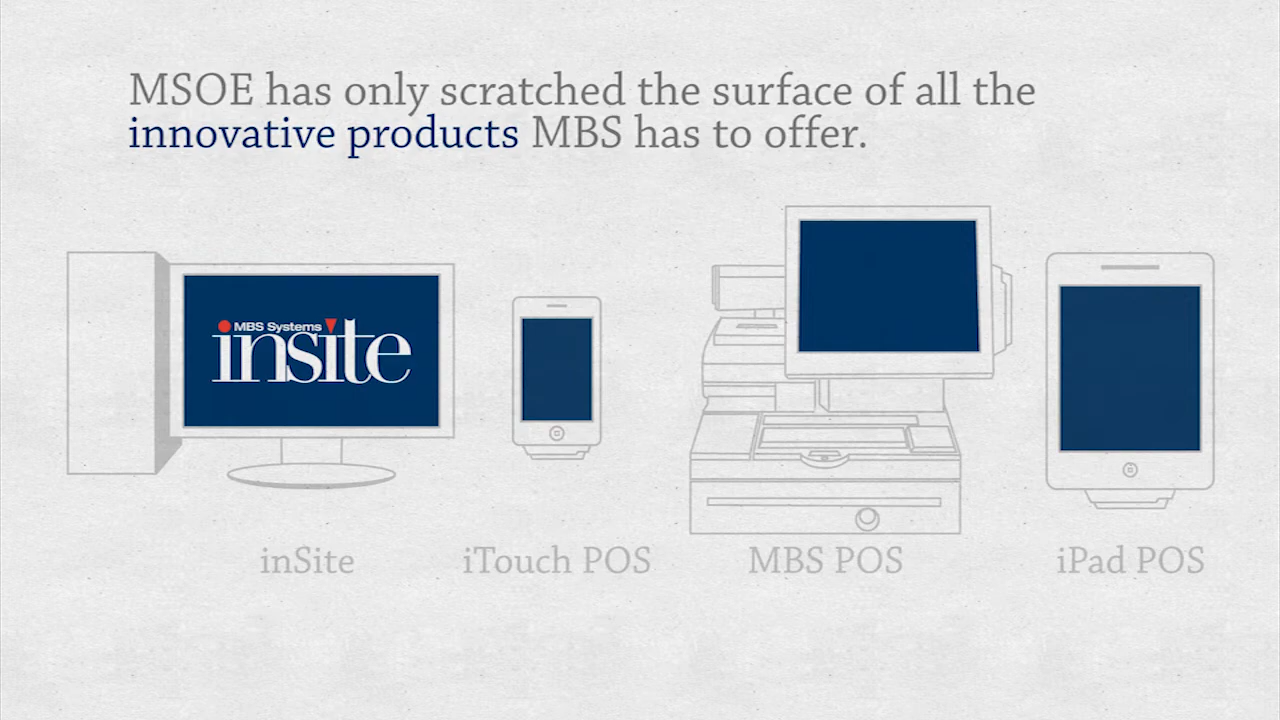 MSOE has only scratched the surface of all the
innovative products MBS has to offer.
MBS Systems
insite
inSite
iTouch POS
MBS POS
iPad POS